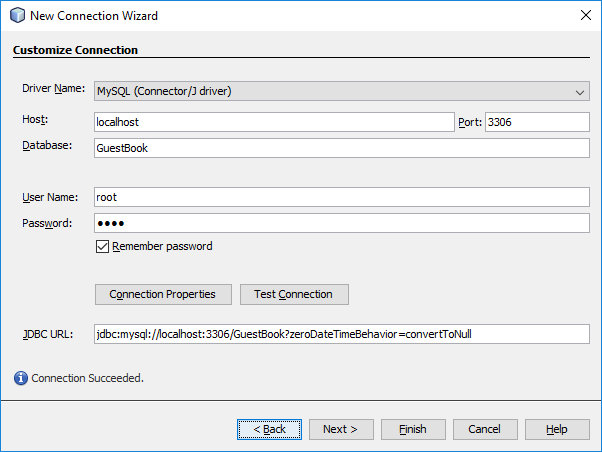 New Connection Wizard
Customize Connection
Driver Name: MySQL (Connector/J driver)
Host: localhost Port: 3306
Database: GuestBook
User Name: root
Password: ●●●●
Remember password
Connection Properties Test Connection
JDBC URL: jdbc:mysql://localhost:3306/GuestBook?zeroDateTimeBehavior=convertToNull
Connection Succeeded.
< Back Next > Finish Cancel Help